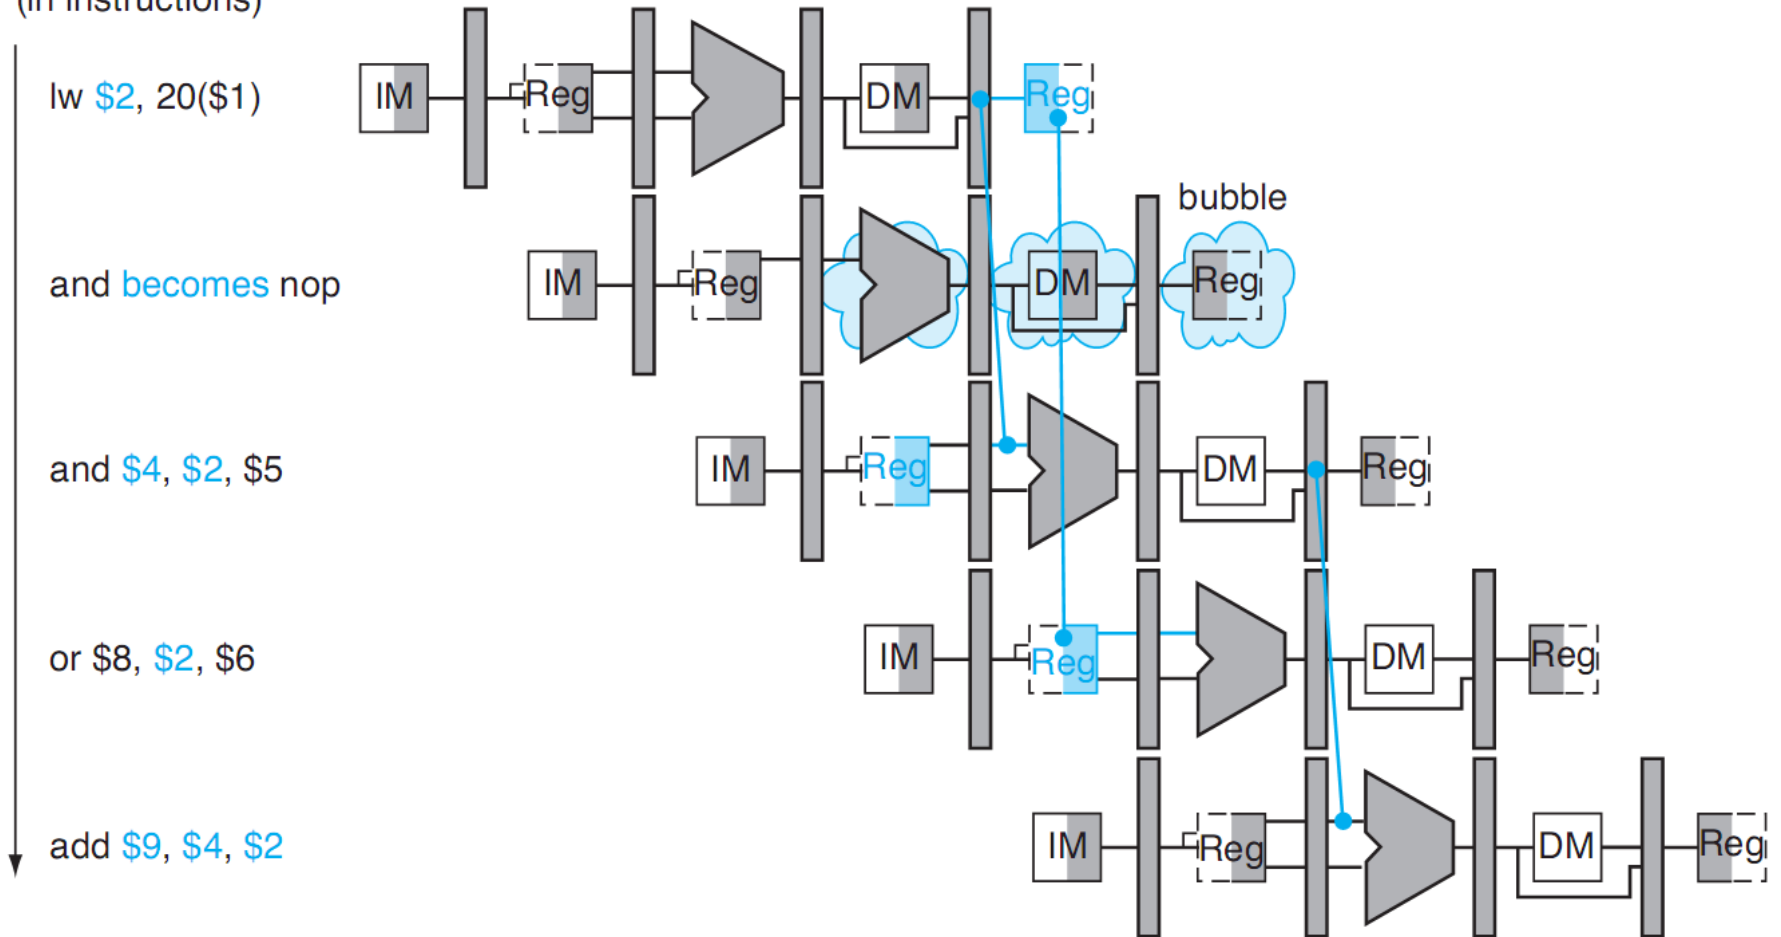 (in instructions)
lw $2, 20($1)
IM
Reg
DM
Reg
bubble
and becomes nop
IM
Reg
DM
Reg
and $4, $2, $5
IM
Reg
DM
Reg
or $8, $2, $6
IM
Reg
DM
Reg
add $9, $4, $2
IM
Reg
DM
Reg